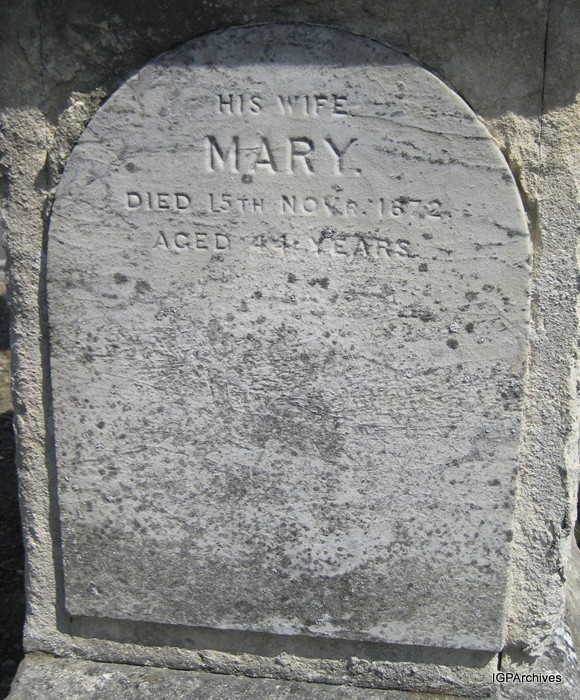 HIS WIFE
MARY.
DIED 15TH NOVR. 1872.
AGED 44 YEARS
IGPArchives